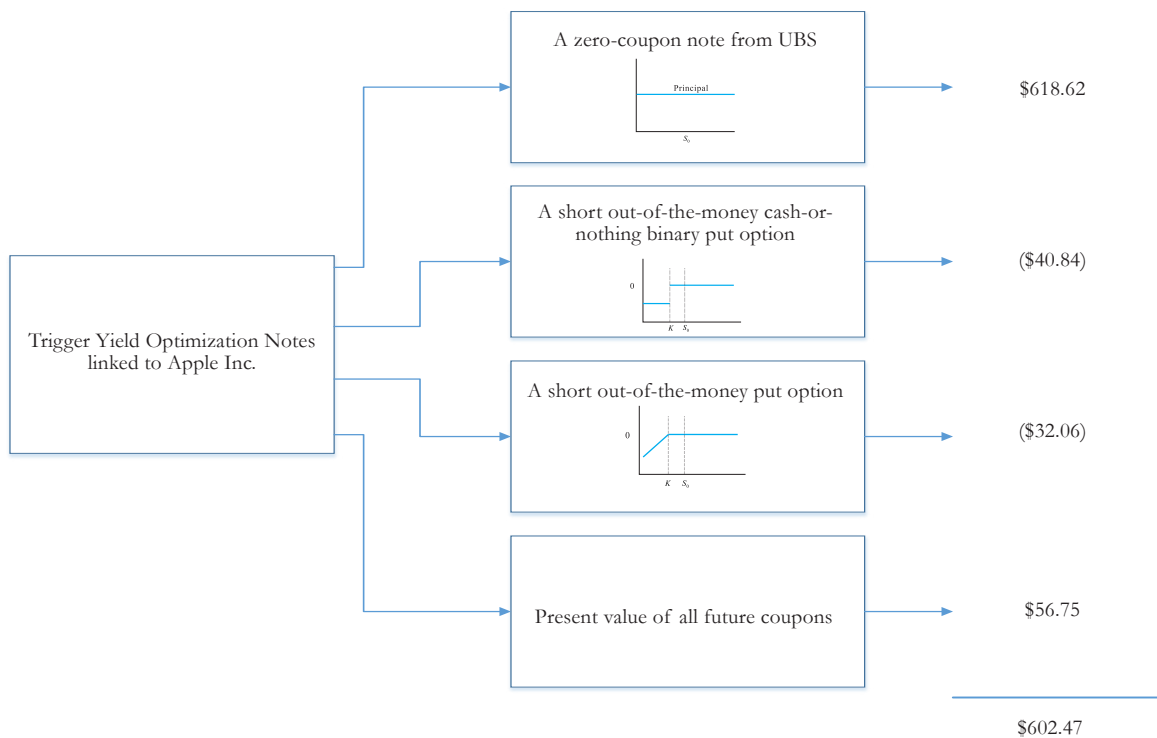 A zero-coupon note from UBS
Principal
S₀
$618.62
A short out-of-the-money cash-or-
nothing binary put option
0
K
S₀
($40.84)
Trigger Yield Optimization Notes
linked to Apple Inc.
A short out-of-the-money put option
0
K
S₀
($32.06)
Present value of all future coupons
$56.75
$602.47